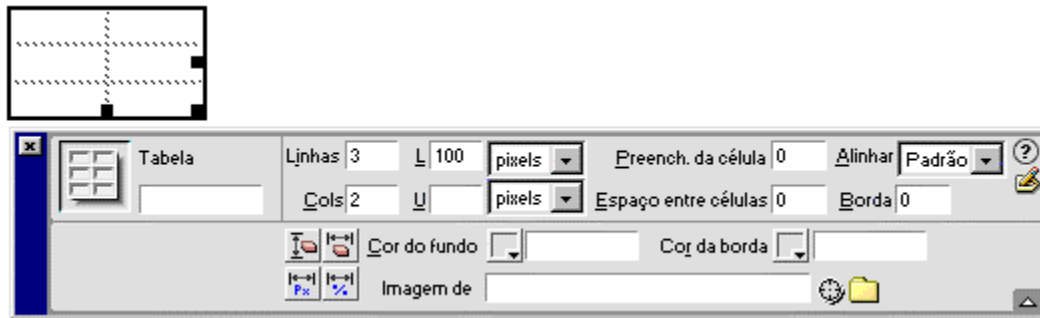 Tabela Linhas 3 L 100 pixels Preench. da célula 0 Alinhar Padrão ?
Cols 2 U pixels Espaço entre células 0 Borda 0
Cor do fundo Cor da borda
Px % Imagem de